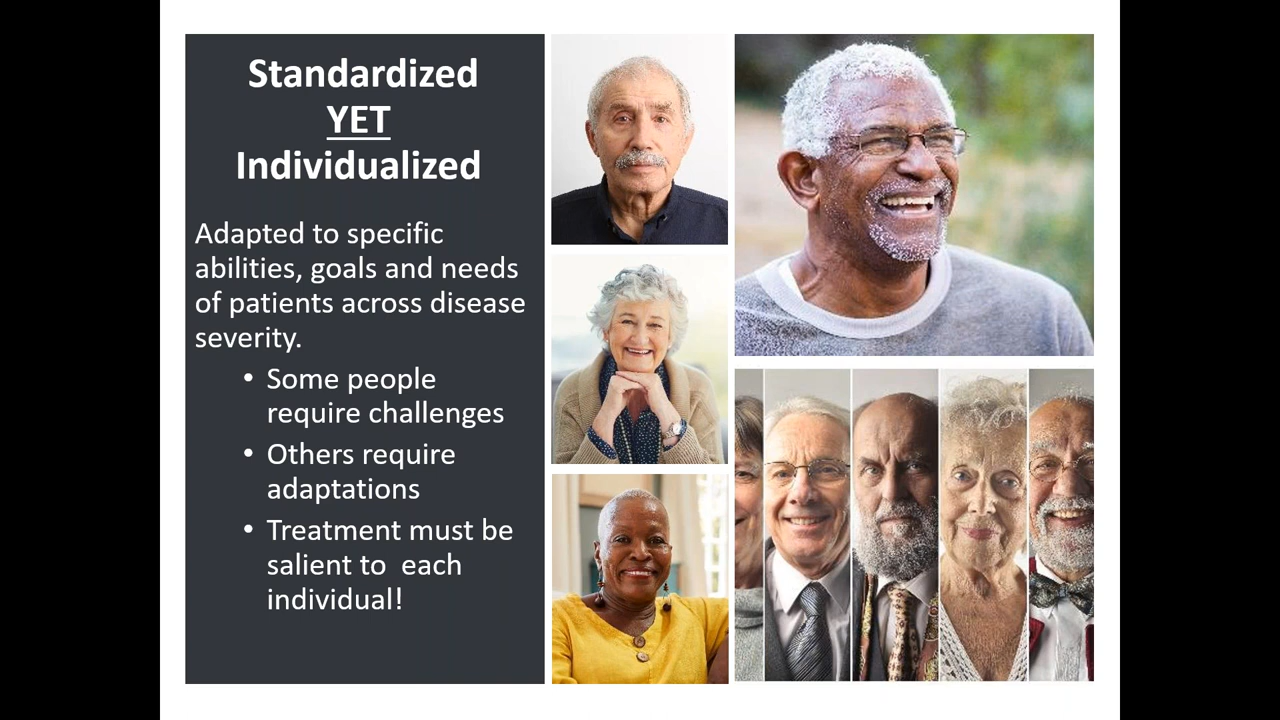 Standardized
YET
Individualized
Adapted to specific
abilities, goals and needs
of patients across disease
severity.
• Some people
require challenges
• Others require
adaptations
• Treatment must be
salient to  each
individual!